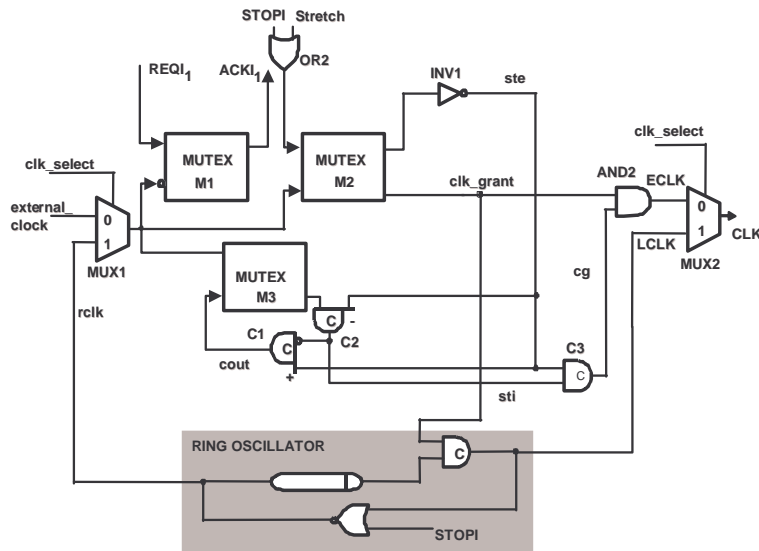 STOPI Stretch
OR2
REQI1
ACKI1
INV1
ste
clk_select
MUTEX
M1
MUTEX
M2
clk_select
AND2
clk_grant
ECLK
external_
clock
0
1
MUX1
0
1
CLK
LCLK
MUX2
MUTEX
M3
cg
rclk
C
-
C1
C2
C
C3
C
cout
+
sti
RING OSCILLATOR
C
STOPI